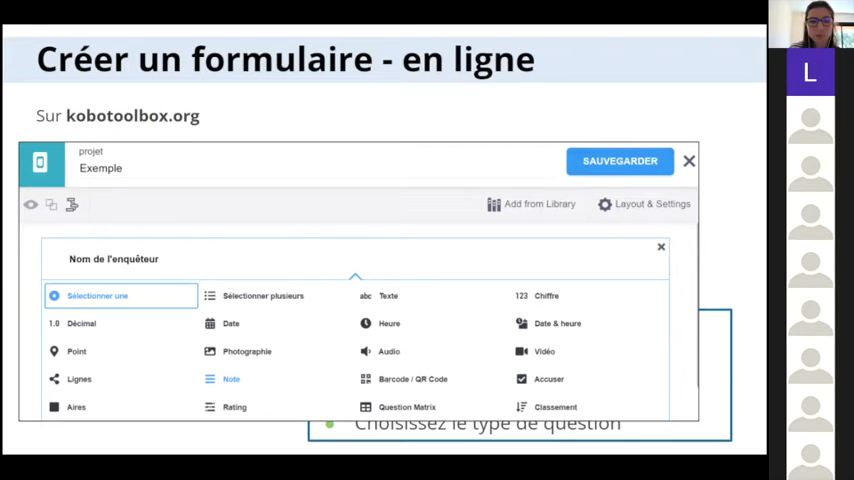 Créer un formulaire - en ligne
Sur kobotoolbox.org
projet
Exemple
SAUVEGARDER
Add from Library
Layout & Settings
Nom de l'enquêteur
Sélectionner une
Sélectionner plusieurs
abc Texte
123 Chiffre
1.0 Décimal
Date
Heure
Date & heure
Point
Photographie
Audio
Vidéo
Lignes
Note
Barcode / QR Code
Accuser
Aires
Rating
Question Matrix
Classement
Choisissez le type de question
L